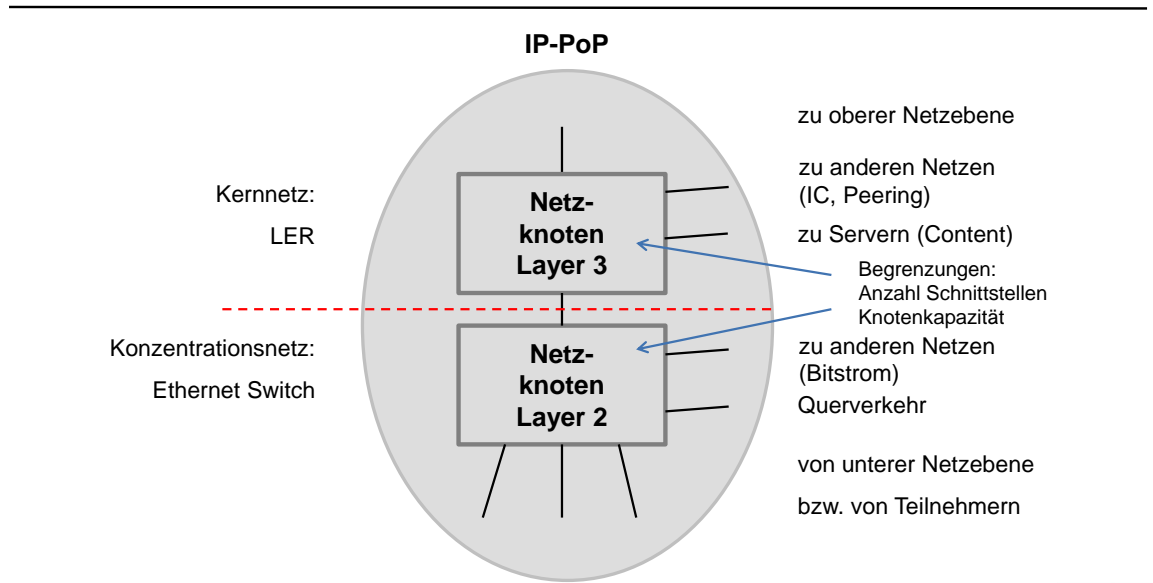 IP-PoP
zu oberer Netzebene
Kernnetz:
LER
Netz-
knoten
Layer 3
zu anderen Netzen
(IC, Peering)
zu Servern (Content)
Begrenzungen:
Anzahl Schnittstellen
Knotenkapazität
Konzentrationsnetz:
Ethernet Switch
Netz-
knoten
Layer 2
zu anderen Netzen
(Bitstrom)
Querverkehr
von unterer Netzebene
bzw. von Teilnehmern